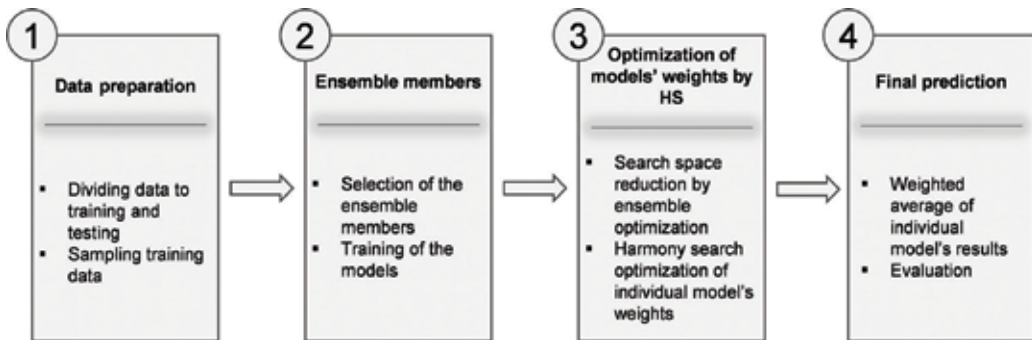 1
Data preparation
▪ Dividing data to
training and
testing
▪ Sampling training
data
2
Ensemble members
▪ Selection of the
ensemble
members
▪ Training of the
models
3
Optimization of
models' weights by
HS
▪ Search space
reduction by
ensemble
optimization
▪ Harmony search
optimization of
individual model's
weights
4
Final prediction
▪ Weighted
average of
individual
model's results
▪ Evaluation